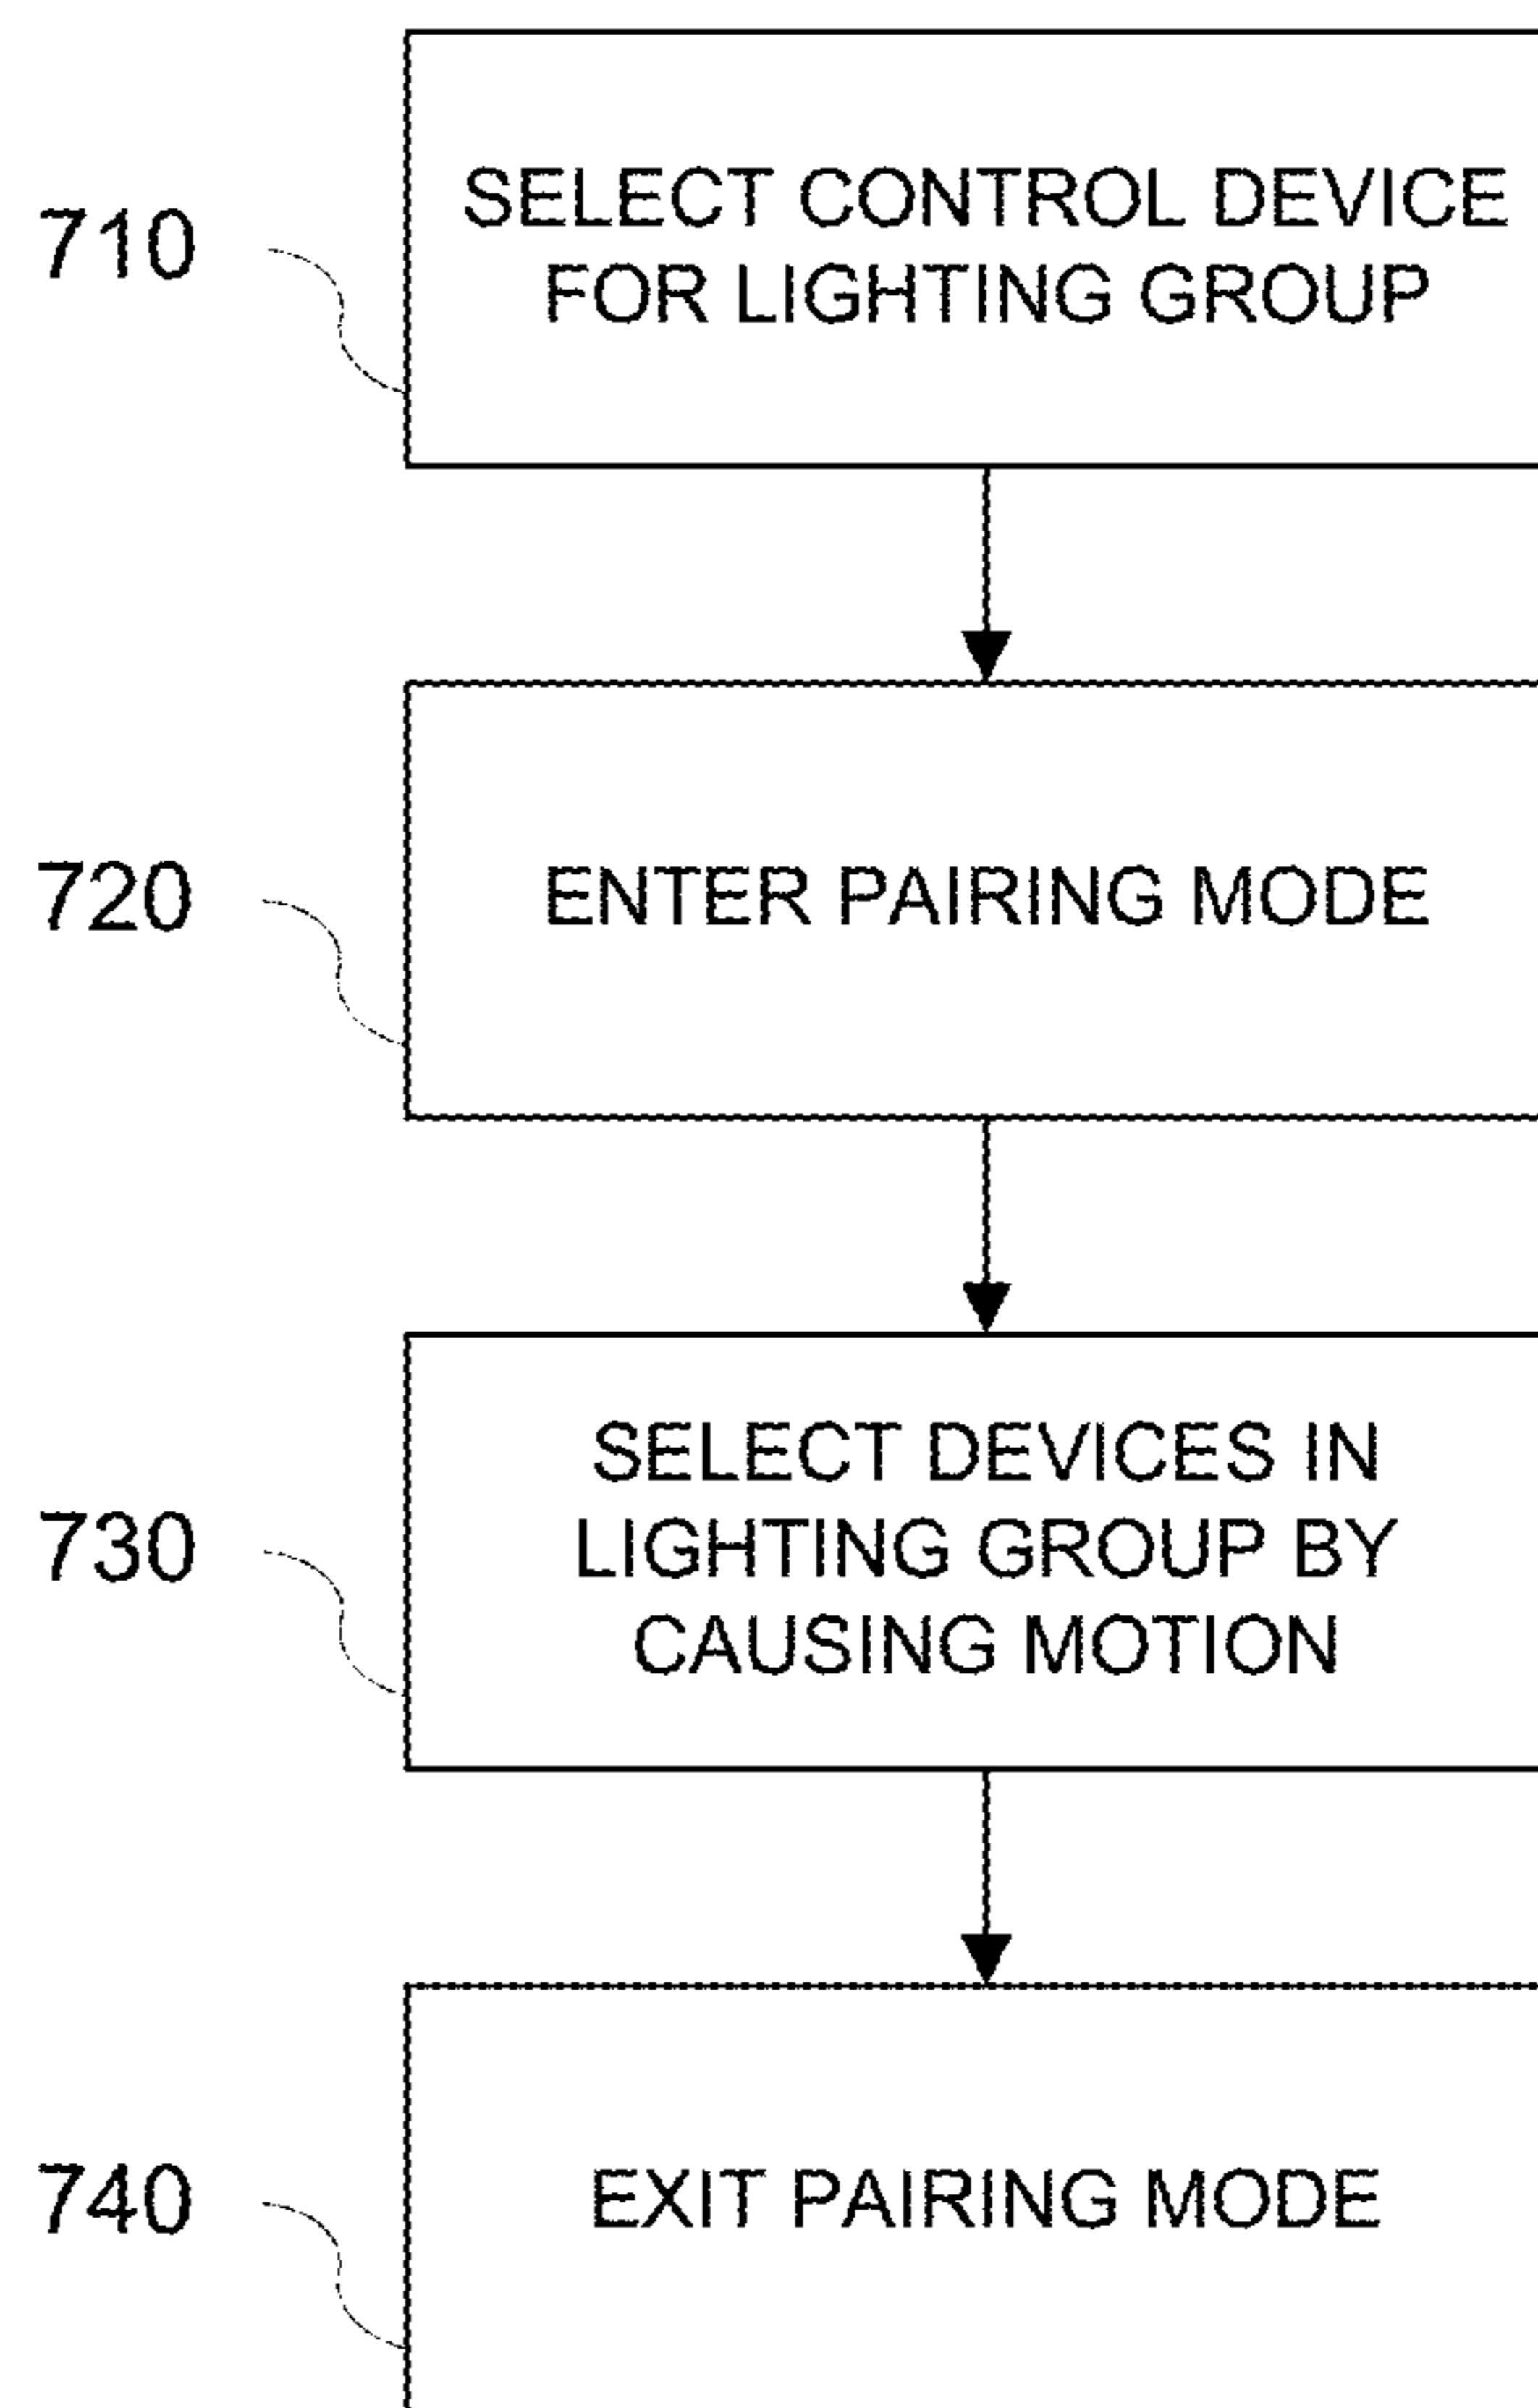 710
SELECT CONTROL DEVICE
FOR LIGHTING GROUP
720
ENTER PAIRING MODE
730
SELECT DEVICES IN
LIGHTING GROUP BY
CAUSING MOTION
740
EXIT PAIRING MODE